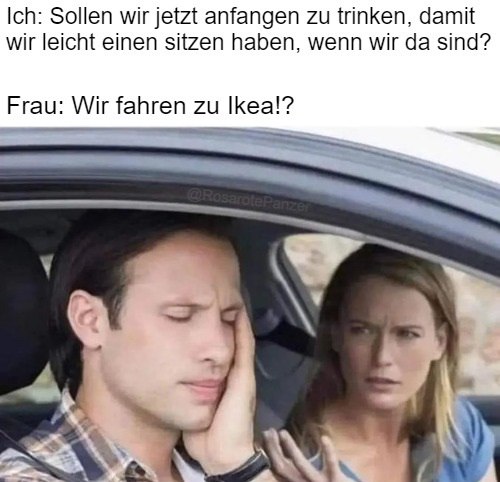 Ich: Sollen wir jetzt anfangen zu trinken, damit
wir leicht einen sitzen haben, wenn wir da sind?
Frau: Wir fahren zu Ikea!?
@RosarotePanzer